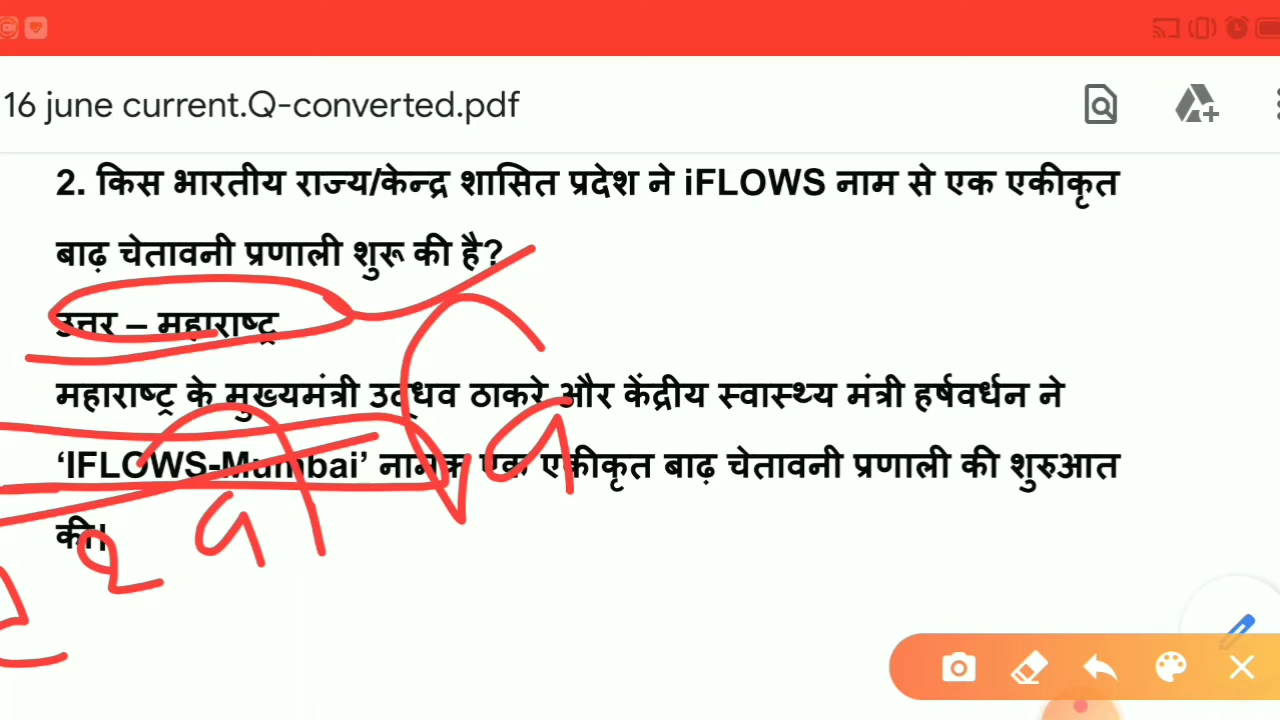 16 june current.Q-converted.pdf
2. किस भारतीय राज्य/केन्द्र शासित प्रदेश ने iFLOWS नाम से एक एकीकृत
बाढ़ चेतावनी प्रणाली शुरू की है?
उत्तर – महाराष्ट्र
महाराष्ट्र के मुख्यमंत्री उद्धव ठाकरे और केंद्रीय स्वास्थ्य मंत्री हर्षवर्धन ने
‘IFLOWS-Mumbai’ नामक एक एकीकृत बाढ़ चेतावनी प्रणाली की शुरुआत
की।